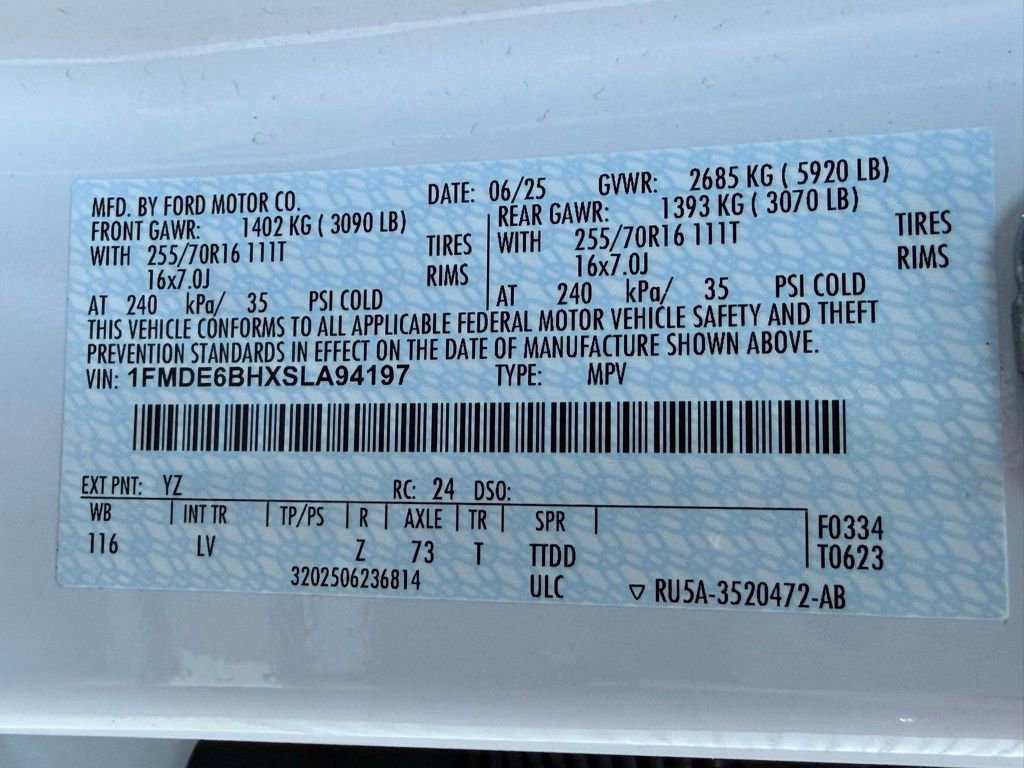 MFD. BY FORD MOTOR CO. DATE: 06/25 GVWR: 2685 KG ( 5920 LB)
FRONT GAWR: 1402 KG ( 3090 LB) REAR GAWR: 1393 KG ( 3070 LB)
WITH 255/70R16 111T TIRES WITH 255/70R16 111T TIRES
16x7.0J RIMS 16x7.0J RIMS
AT 240 kPa/ 35 PSI COLD AT 240 kPa/ 35 PSI COLD
THIS VEHICLE CONFORMS TO ALL APPLICABLE FEDERAL MOTOR VEHICLE SAFETY AND THEFT
PREVENTION STANDARDS IN EFFECT ON THE DATE OF MANUFACTURE SHOWN ABOVE.
VIN: 1FMDE6BHXSLA94197 TYPE: MPV
EXT PNT: YZ RC: 24 DSO:
WB INT TR TP/PS R AXLE TR SPR F0334
116 LV Z 73 T TTDD T0623
3202506236814 ULC ▽ RU5A-3520472-AB